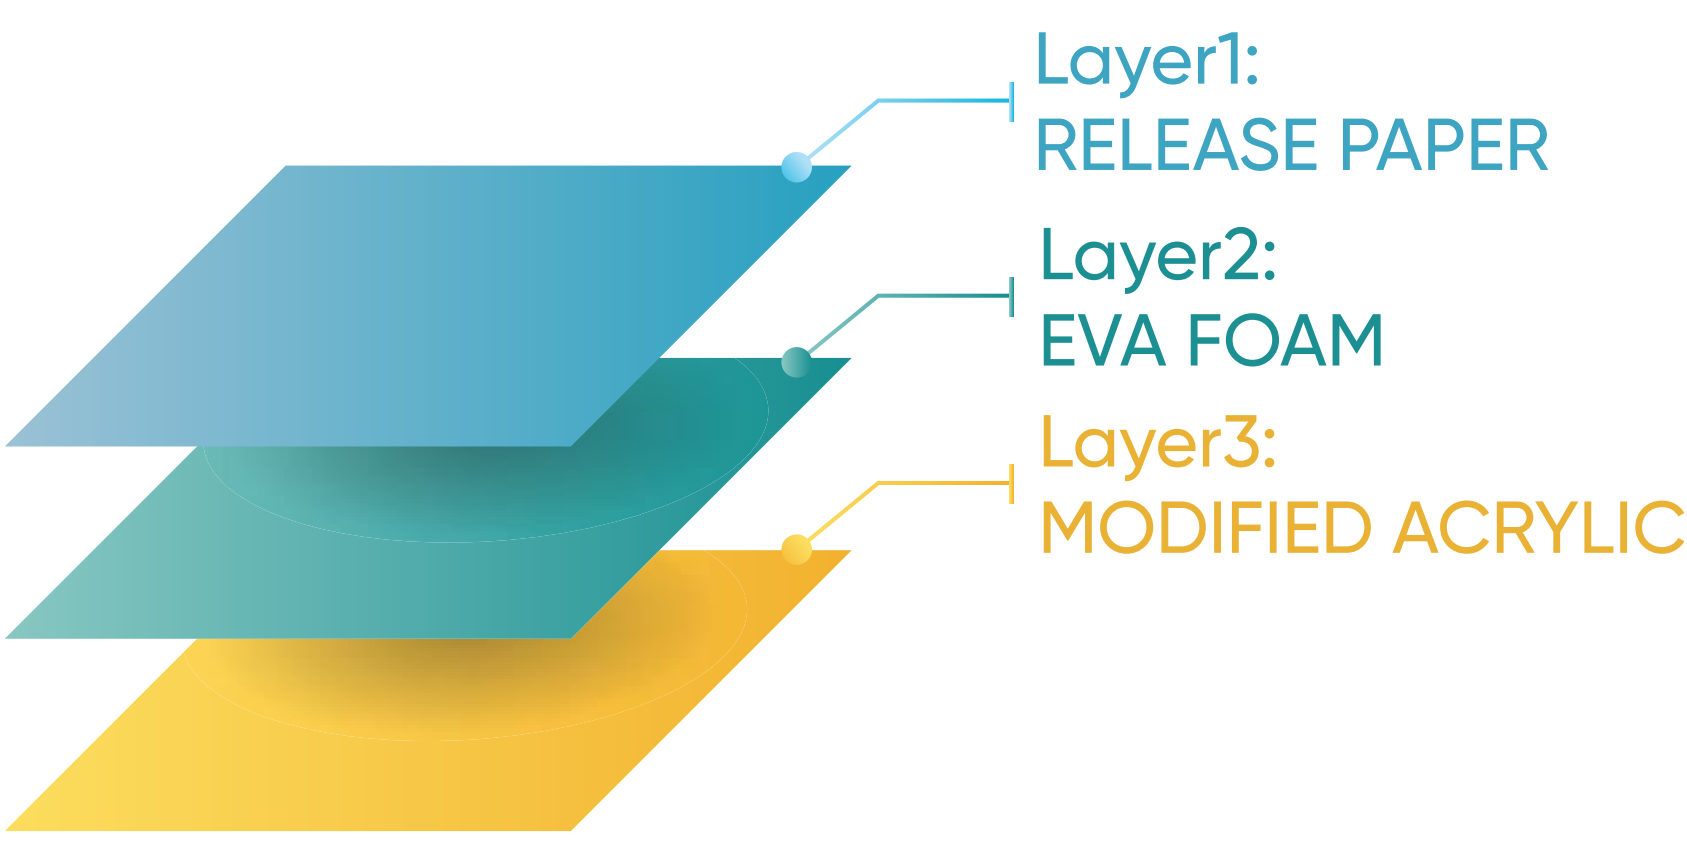 Layer1:
RELEASE PAPER
Layer2:
EVA FOAM
Layer3:
MODIFIED ACRYLIC